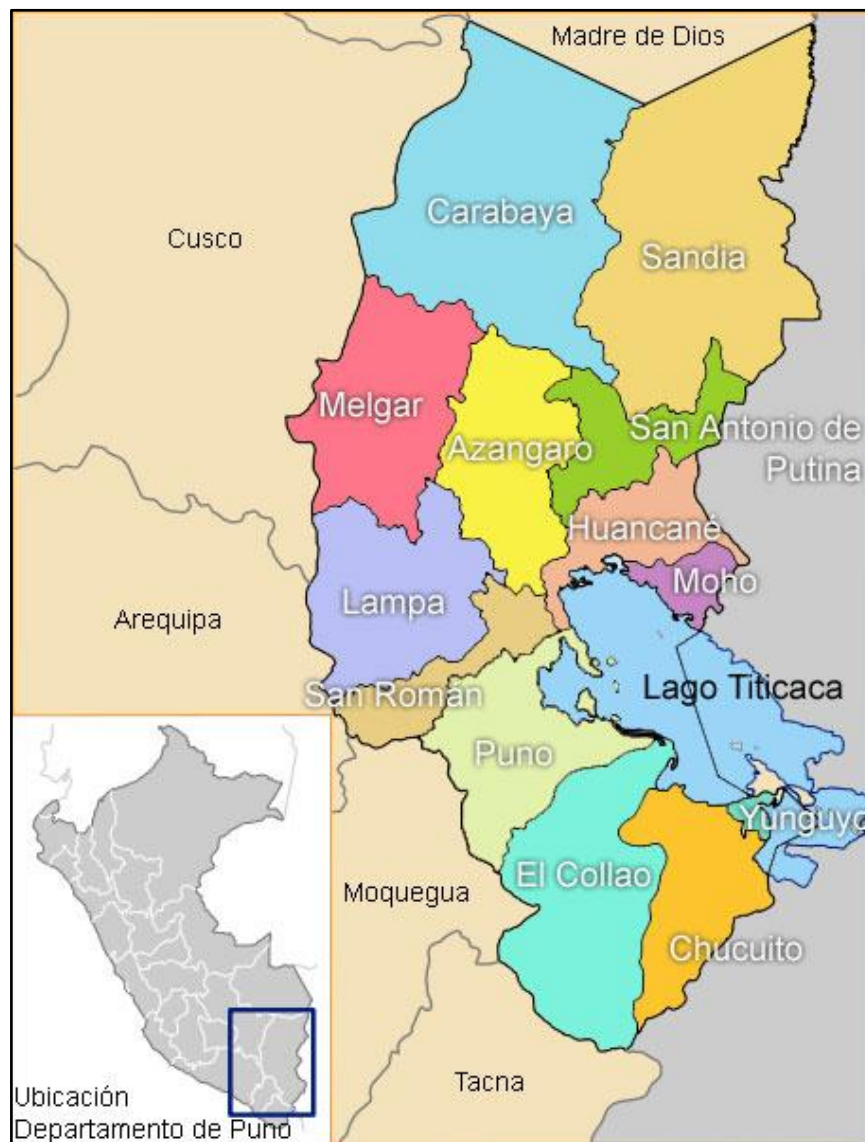 Madre de Dios
Carabaya
Cusco
Sandia
Melgar
San Antonio de
Putina
Azangaro
Huancané
Moho
Lampa
Arequipa
Lago Titicaca
San Román
Puno
Yunguyo
El Collao
Moquegua
Chucuito
Tacna
Ubicación
Departamento de Puno